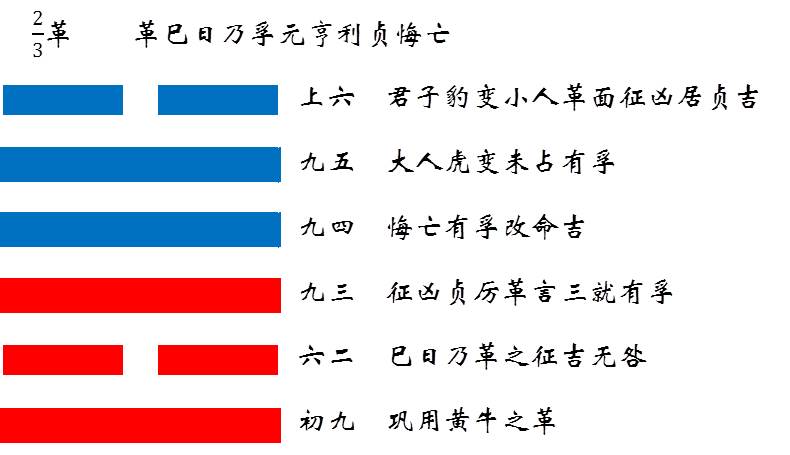 2/3革 革巳日乃孚元亨利贞悔亡
上六 君子豹变小人革面征凶居贞吉
九五 大人虎变未占有孚
九四 悔亡有孚改命吉
九三 征凶贞厉革言三就有孚
六二 巳日乃革之征吉无咎
初九 巩用黄牛之革